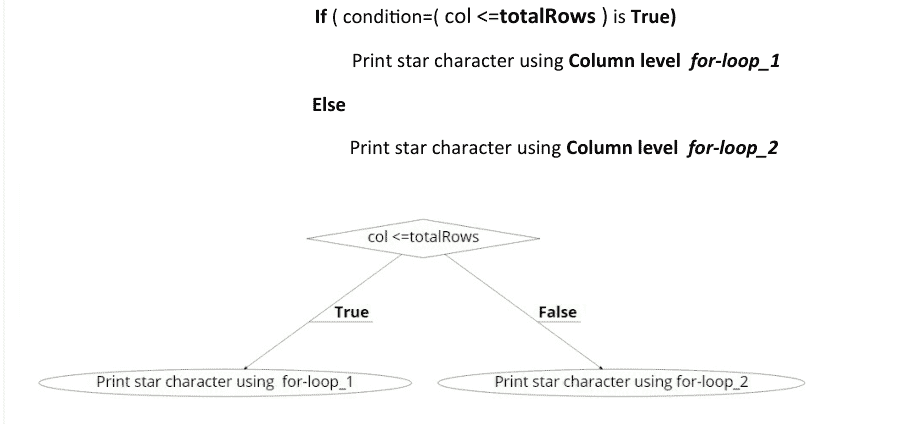 If ( condition=( col <=totalRows ) is True)
Print star character using Column level for-loop_1
Else
Print star character using Column level for-loop_2
col <=totalRows
True
False
Print star character using for-loop_1
Print star character using for-loop_2